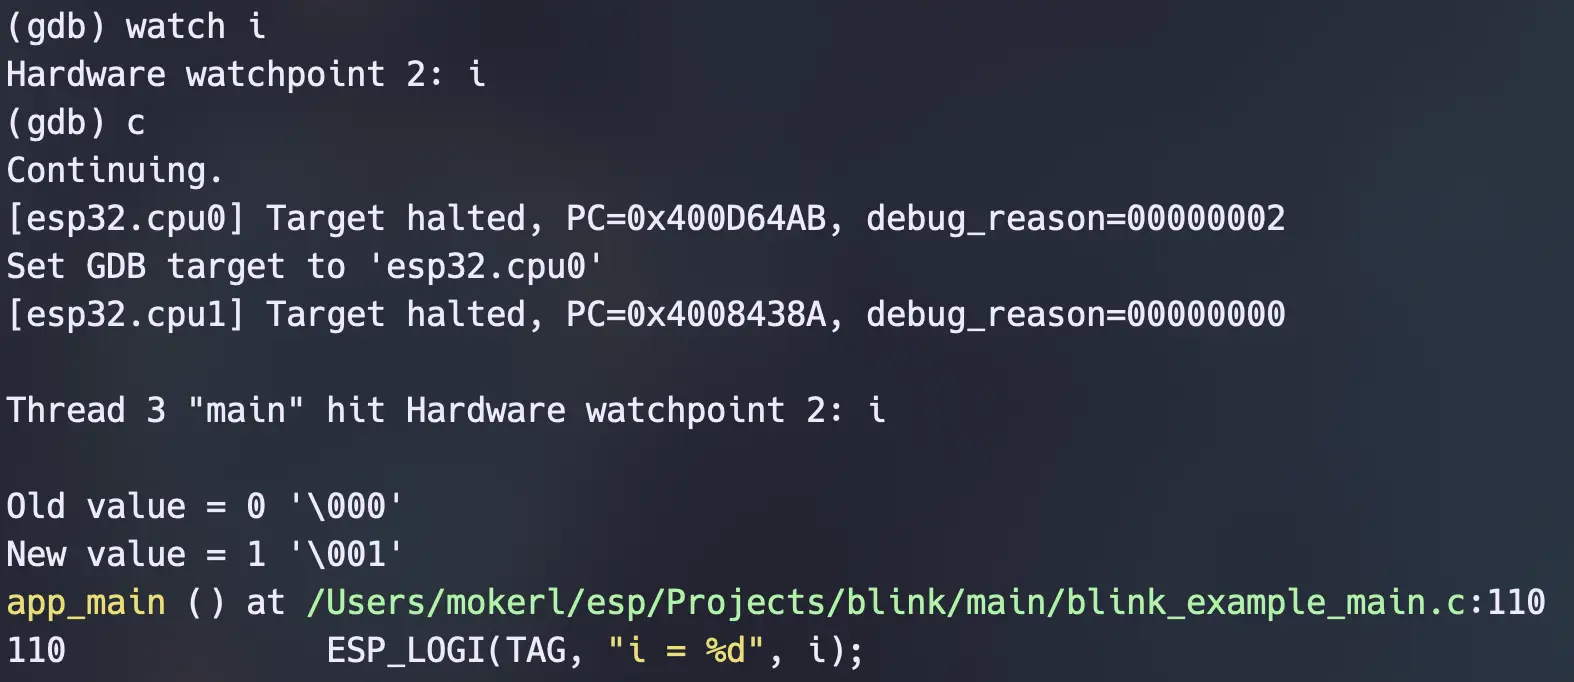 (gdb) watch i
Hardware watchpoint 2: i
(gdb) c
Continuing.
[esp32.cpu0] Target halted, PC=0x400D64AB, debug_reason=00000002
Set GDB target to 'esp32.cpu0'
[esp32.cpu1] Target halted, PC=0x4008438A, debug_reason=00000000
Thread 3 "main" hit Hardware watchpoint 2: i
Old value = 0 '\000'
New value = 1 '\001'
app_main () at /Users/mokerl/esp/Projects/blink/main/blink_example_main.c:110
110             ESP_LOGI(TAG, "i = %d", i);